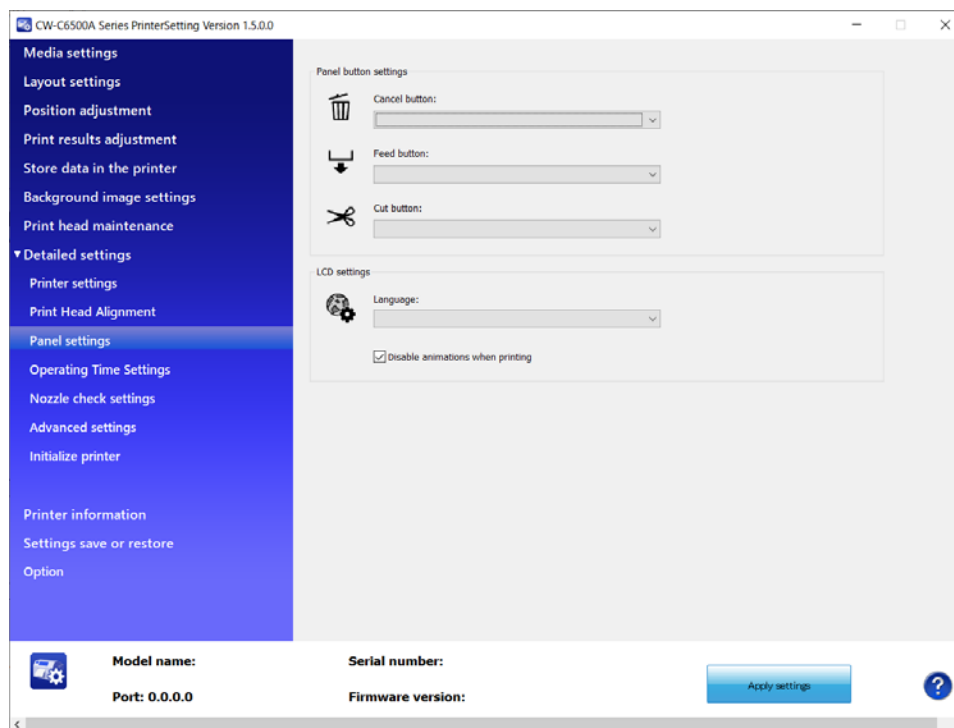 CW-C6500A Series PrinterSetting Version 1.5.0.0
Media settings
Layout settings
Position adjustment
Print results adjustment
Store data in the printer
Background image settings
Print head maintenance
Detailed settings
Printer settings
Print Head Alignment
Panel settings
Operating Time Settings
Nozzle check settings
Advanced settings
Initialize printer
Printer information
Settings save or restore
Option
Panel button settings
Cancel button:
Feed button:
Cut button:
LCD settings
Language:
Disable animations when printing
Model name:
Serial number:
Port: 0.0.0.0
Firmware version:
Apply settings
?